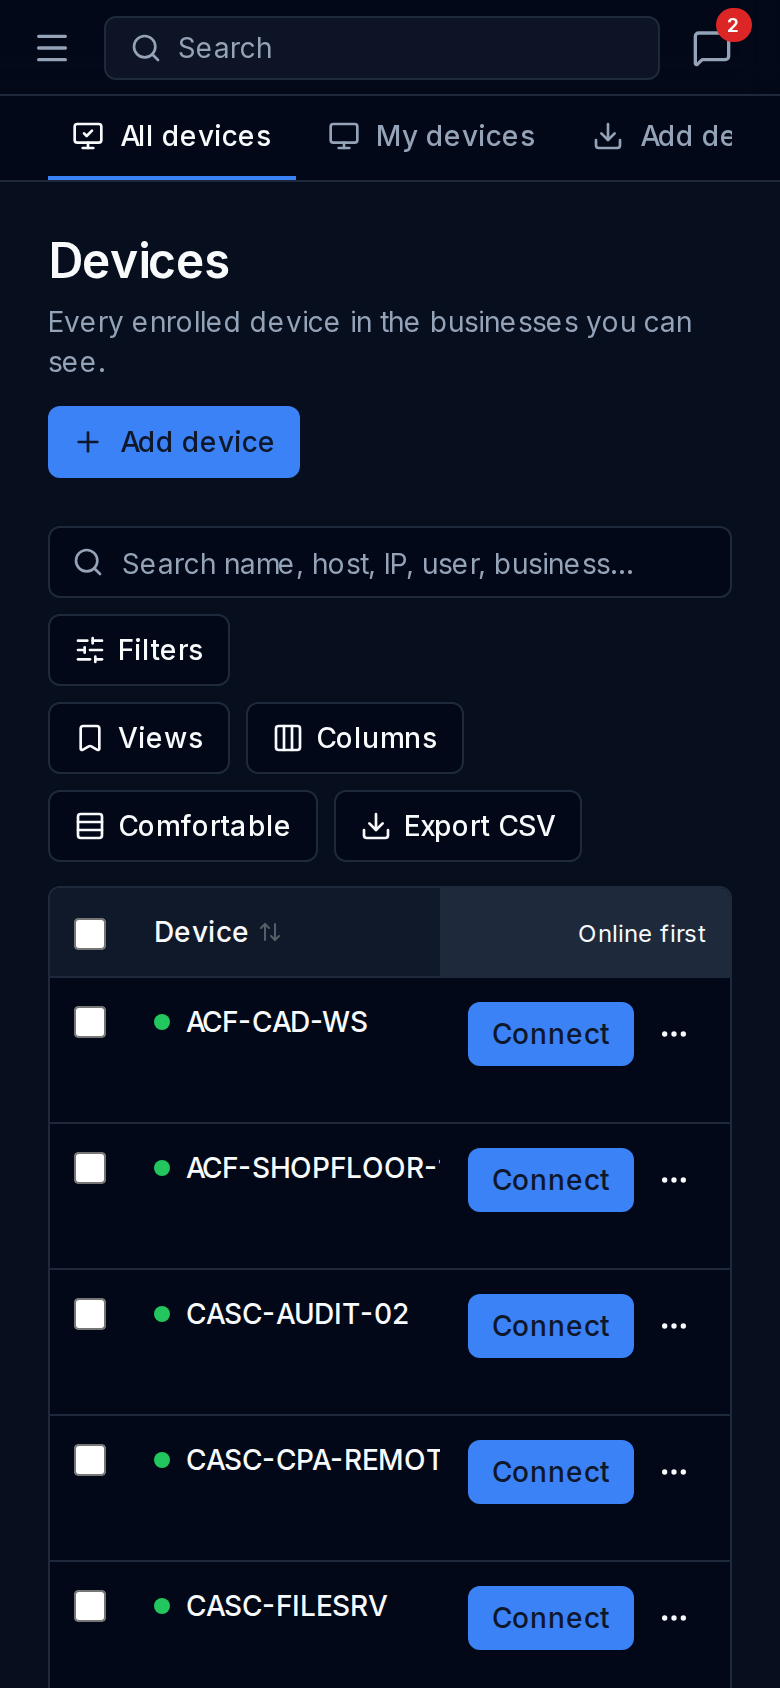 Search
2
All devices
My devices
Add de
Devices
Every enrolled device in the businesses you can
see.
Add device
Search name, host, IP, user, business...
Filters
Views
Columns
Comfortable
Export CSV
Device
Online first
ACF-CAD-WS
Connect
ACF-SHOPFLOOR-
Connect
CASC-AUDIT-02
Connect
CASC-CPA-REMOT
Connect
CASC-FILESRV
Connect